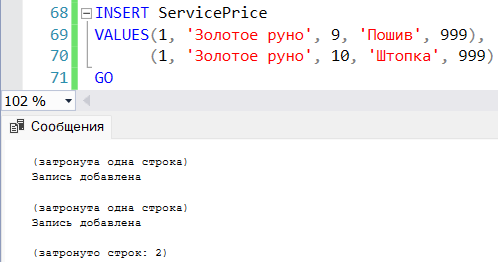 68 INSERT ServicePrice
69 VALUES(1, 'Золотое руно', 9, 'Пошив', 999),
70 (1, 'Золотое руно', 10, 'Штопка', 999)
71 GO
102 %
Сообщения
(затронута одна строка)
Запись добавлена
(затронута одна строка)
Запись добавлена
(затронуто строк: 2)